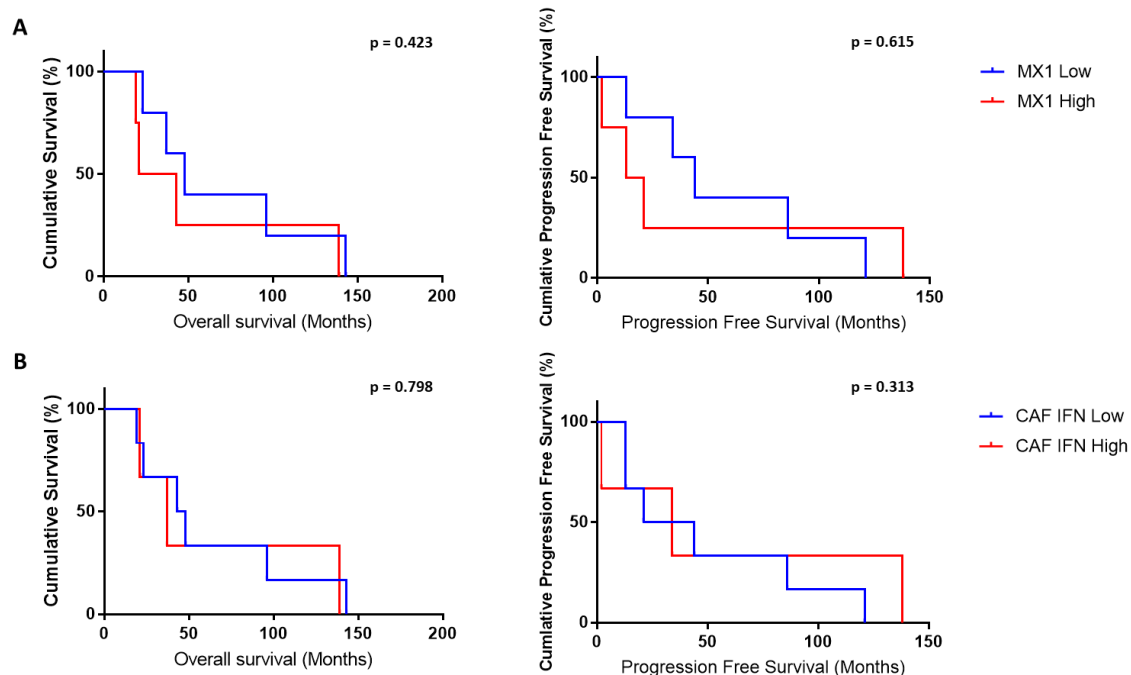 A
p = 0.423
Cumulative Survival (%)
100
50
0
0
50
100
150
200
Overall survival (Months)
p = 0.615
Cumlative Progression Free Survival (%)
100
50
0
0
50
100
150
Progression Free Survival (Months)
MX1 Low
MX1 High
B
p = 0.798
Cumulative Survival (%)
100
50
0
0
50
100
150
200
Overall survival (Months)
p = 0.313
Cumlative Progression Free Survival (%)
100
50
0
0
50
100
150
Progression Free Survival (Months)
CAF IFN Low
CAF IFN High